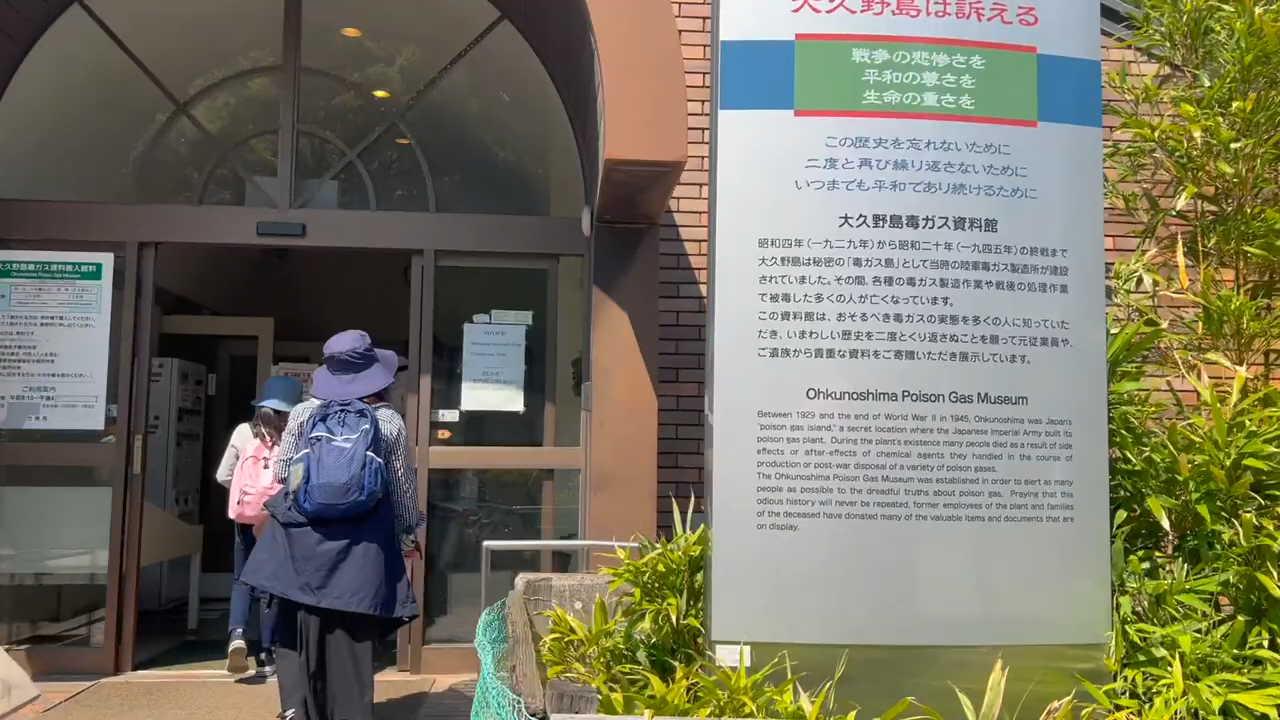 大久野島は訴える
戦争の悲惨さを
平和の尊さを
生命の重さを
この歴史を忘れないために
二度と再び繰り返さないために
いつまでも平和であり続けるために
大久野島毒ガス資料館
昭和四年（一九二九年）から昭和二十年（一九四五年）の終戦まで
大久野島は秘密の「毒ガス島」として当時の陸軍毒ガス製造所が建設
されていました。その間、各種の毒ガス製造作業や戦後の処理作業
で被毒した多くの人が亡くなっています。
この資料館は、おそるべき毒ガスの実態を多くの人に知っていた
だき、いまわしい歴史を二度とくり返さぬことを願って元従業員や、
ご遺族から貴重な資料をご寄贈いただき展示しています。
Ohkunoshima Poison Gas Museum
Between 1929 and the end of World War II in 1945, Ohkunoshima was Japan's
"poison gas island," a secret location where the Japanese Imperial Army built its
poison gas plant. During the plant's existence many people died as a result of side
effects or after-effects of chemical agents they handled in the course of
production or post-war disposal of a variety of poison gases.
The Ohkunoshima Poison Gas Museum was established in order to alert as many
people as possible to the dreadful truths about poison gas. Praying that this
odious history will never be repeated, former employees of the plant and families
of the deceased have donated many of the valuable items and documents that are
on display.
大久野島毒ガス資料館入館料
Ohkunoshima Poison Gas Museum
ご利用案内